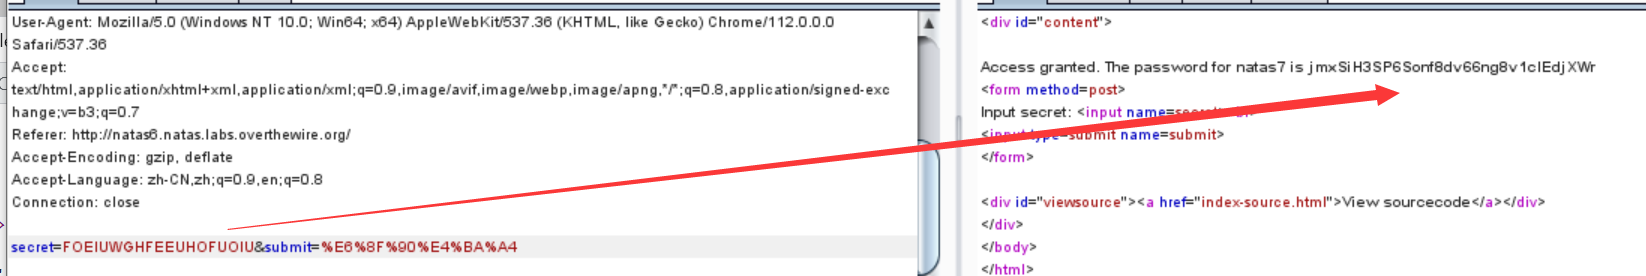 User-Agent: Mozilla/5.0 (Windows NT 10.0; Win64; x64) AppleWebKit/537.36 (KHTML, like Gecko) Chrome/112.0.0.0
Safari/537.36
Accept:
text/html,application/xhtml+xml,application/xml;q=0.9,image/avif,image/webp,image/apng,*/*;q=0.8,application/signed-exc
hange;v=b3;q=0.7
Referer: http://natas6.natas.labs.overthewire.org/
Accept-Encoding: gzip, deflate
Accept-Language: zh-CN,zh;q=0.9,en;q=0.8
Connection: close
secret=FOEIUWGHFEEUHOFUOIU&submit=%E6%8F%90%E4%BA%A4
<div id="content">
Access granted. The password for natas7 is jmxSiH3SP6Sonf8dv66ng8v1cIEdjXWr
<form method=post>
Input secret: <input name=
<input type=submit name=submit>
</form>
<div id="viewsource"><a href="index-source.html">View sourcecode</a></div>
</div>
</body>
</html>